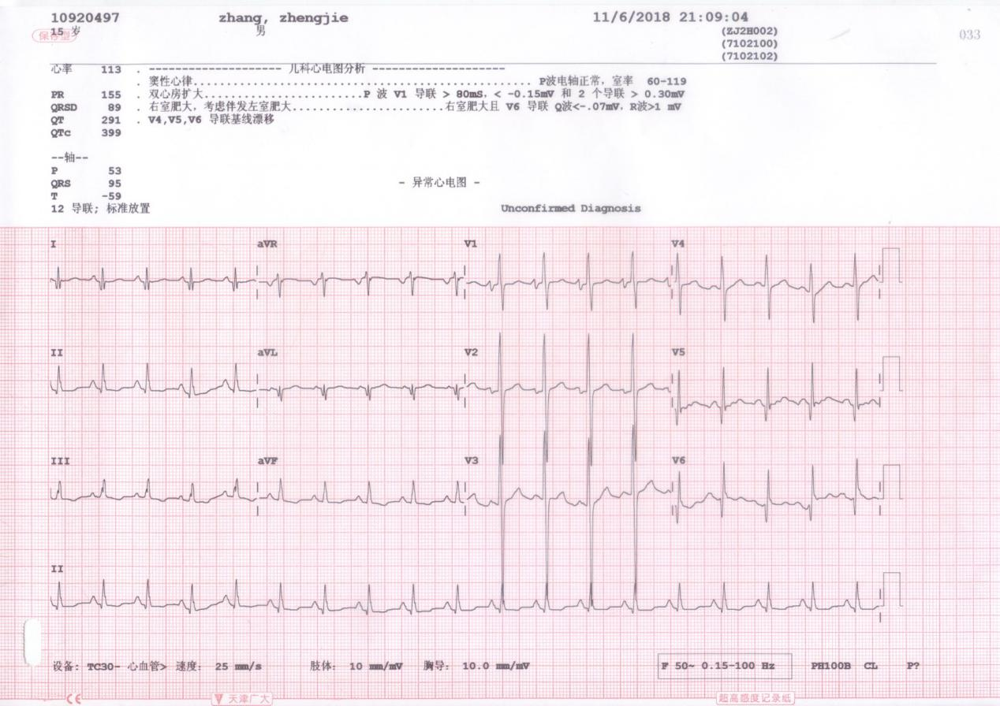 10920497 zhang, zhengjie 11/6/2018 21:09:04
保存型 15 岁 男 (ZJ2H002)
033
(7102100)
(7102102)
心率 113 . -------------------- 儿科心电图分析 --------------------
. 窦性心律................................................... P波电轴正常, 室率 60-119
PR 155 . 双心房扩大........................P 波 V1 导联 > 80mS, < -0.15mV 和 2 个导联 > 0.30mV
QRSD 89 . 右室肥大, 考虑伴发左室肥大.......................右室肥大且 V6 导联 Q波<-.07mV, R波>1 mV
QT 291 . V4,V5,V6 导联基线漂移
QTc 399
--轴--
P 53
QRS 95 - 异常心电图 -
T -59
12 导联; 标准放置 Unconfirmed Diagnosis
I aVR V1 V4
II aVL V2 V5
III aVF V3 V6
II
设备: TC30- 心血管> 速度: 25 mm/s 肢体: 10 mm/mV 胸导: 10.0 mm/mV F 50~ 0.15-100 Hz PH100B CL P?
CE 天津广大 超高感度记录纸